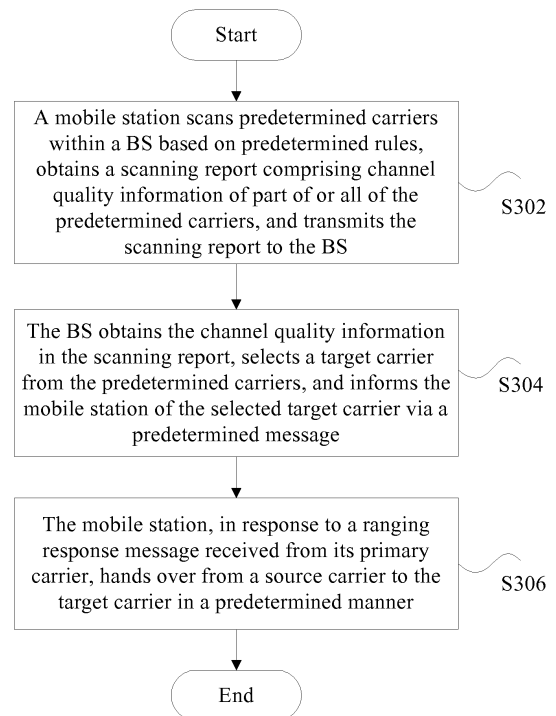 Start
A mobile station scans predetermined carriers
within a BS based on predetermined rules,
obtains a scanning report comprising channel
quality information of part of or all of the
predetermined carriers, and transmits the
scanning report to the BS
S302
The BS obtains the channel quality information
in the scanning report, selects a target carrier
from the predetermined carriers, and informs the
mobile station of the selected target carrier via a
predetermined message
S304
The mobile station, in response to a ranging
response message received from its primary
carrier, hands over from a source carrier to the
target carrier in a predetermined manner
S306
End